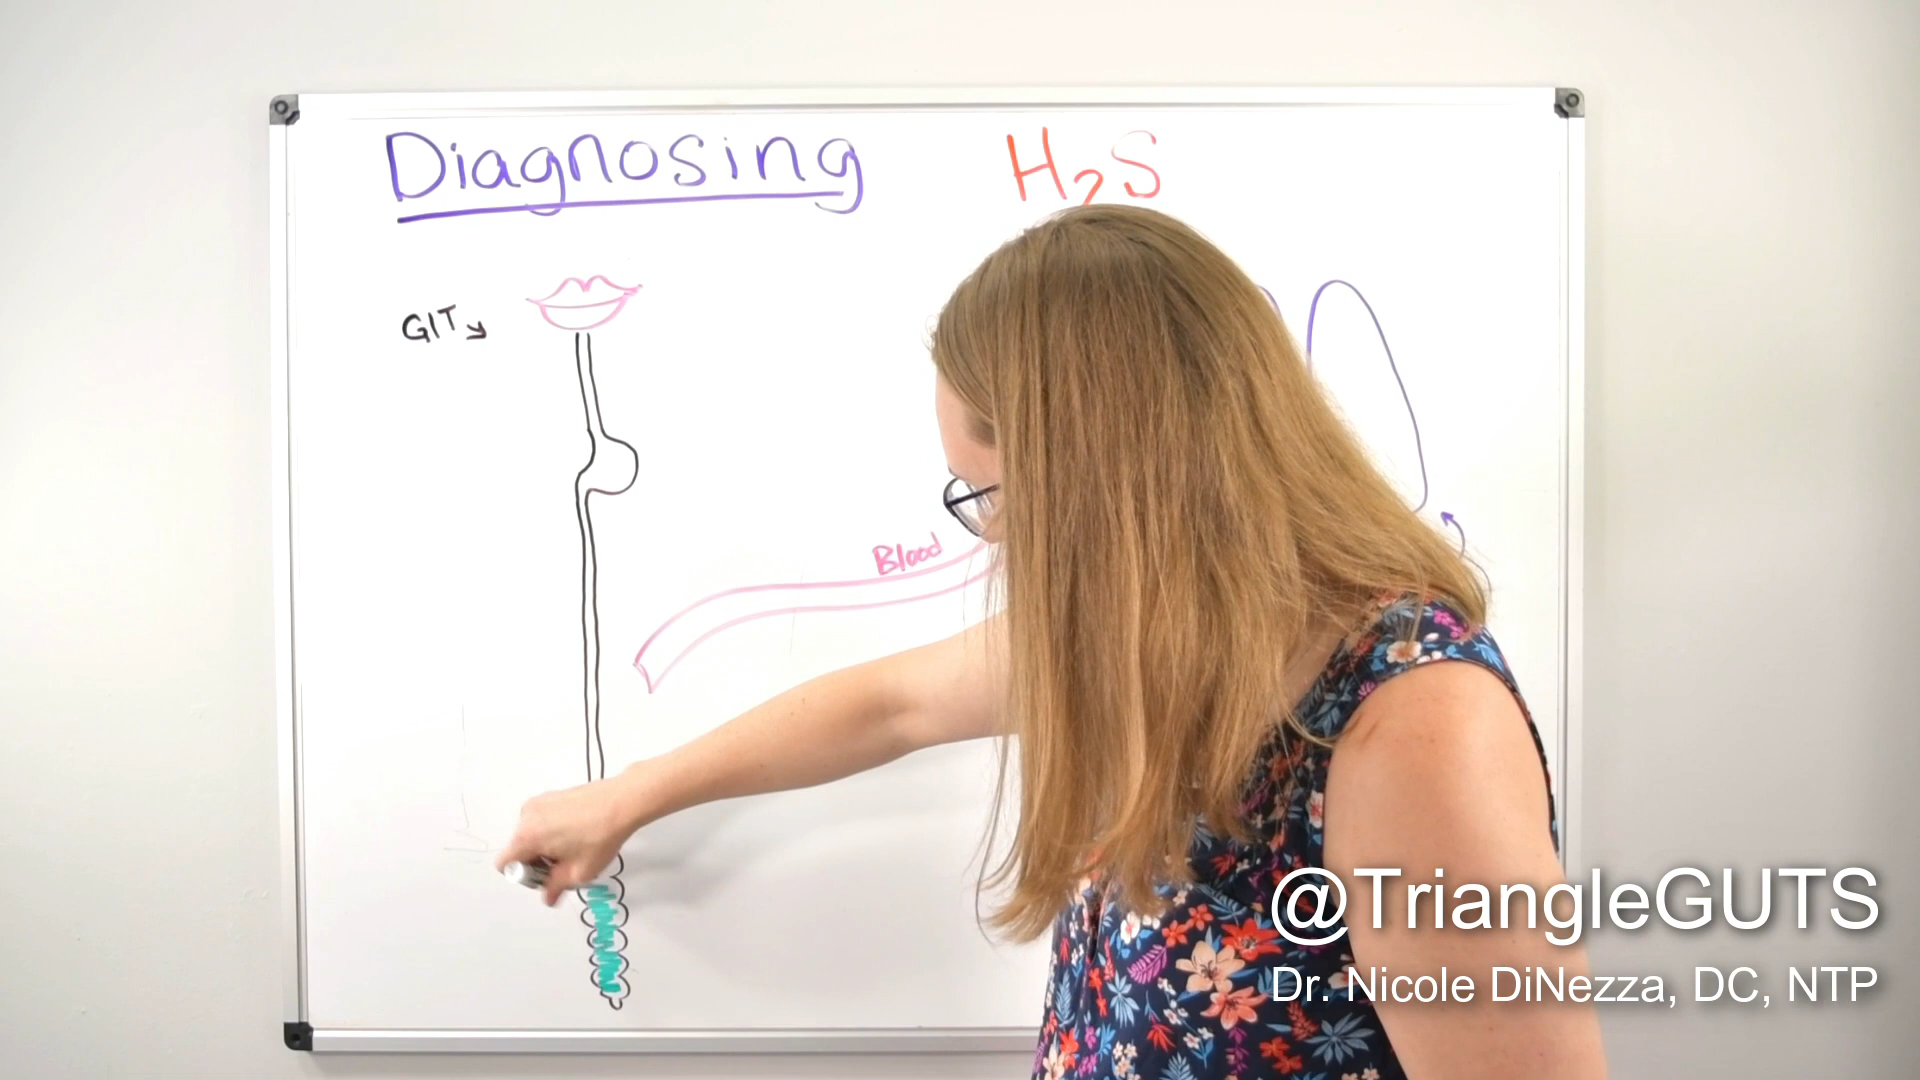 Diagnosing H₂S
GIT
Blood
@TriangleGUTS
Dr. Nicole DiNezza, DC, NTP